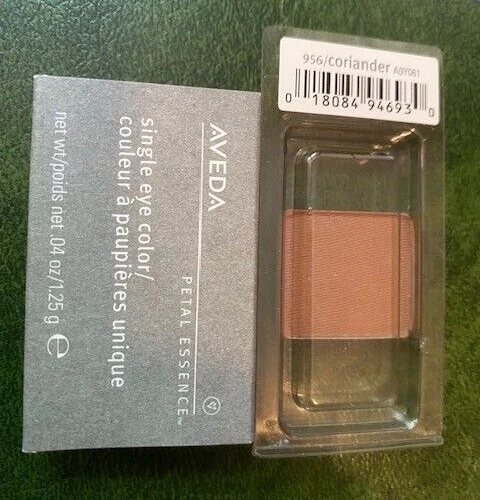 956/coriander A0Y061
0 18084 94693 0
AVEDA
PETAL ESSENCE™
single eye color/
couleur à paupières unique
net wt/poids net .04 oz/1.25 g ℮